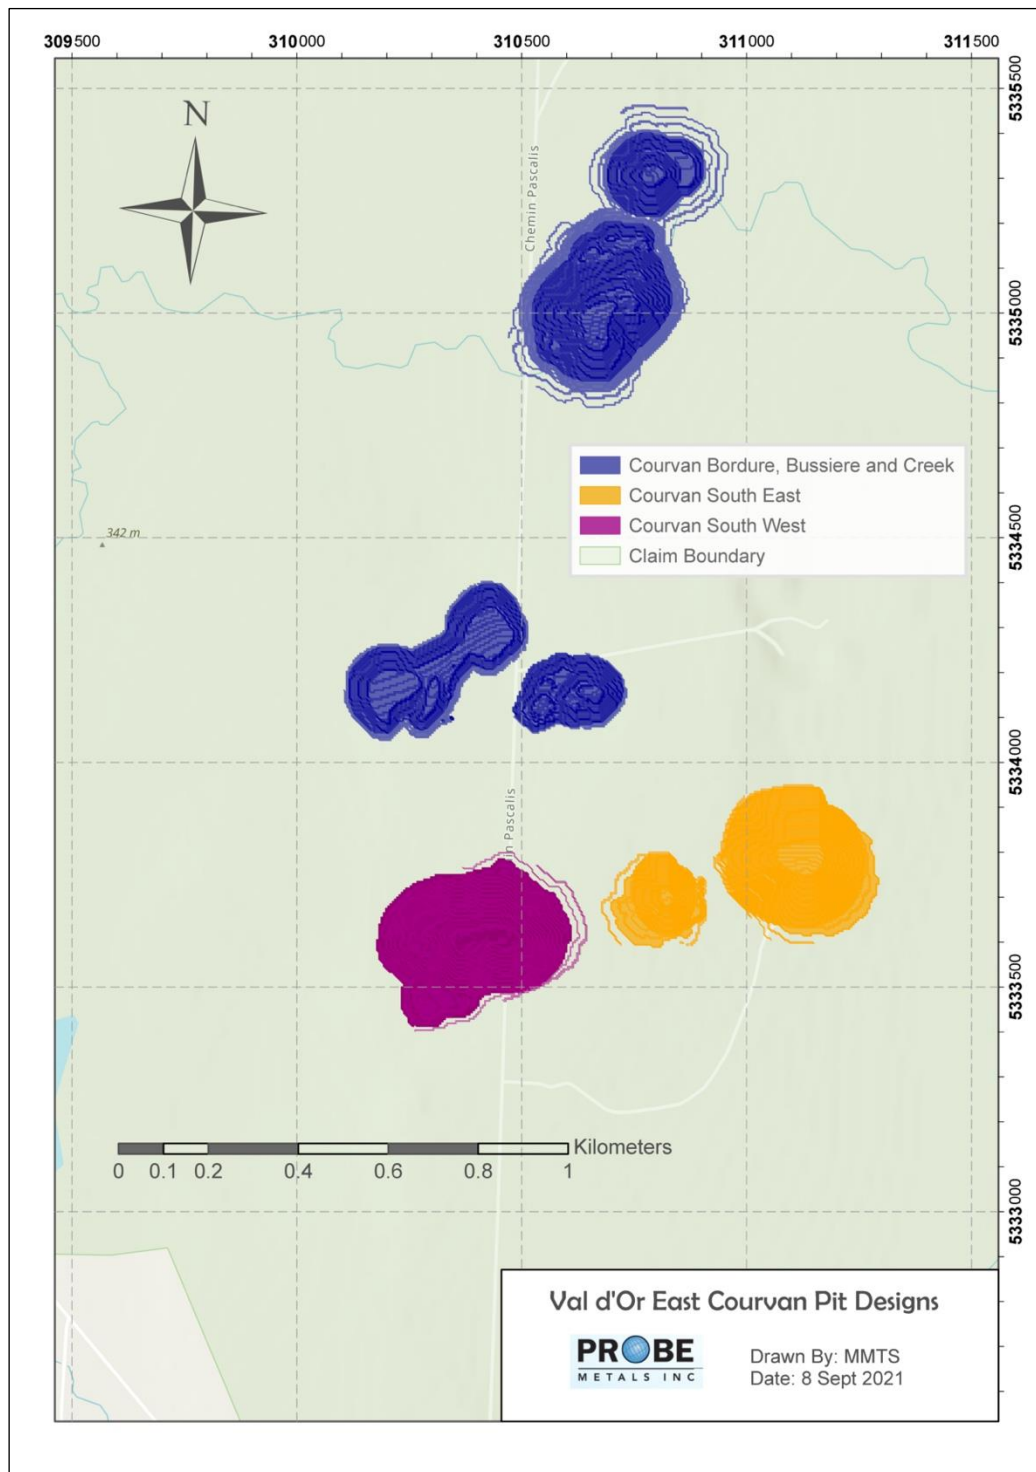 309500 310000 310500 311000 311500
5335500
N
Chemin Pascalis
5335000
Courvan Bordure, Bussiere and Creek
Courvan South East
Courvan South West
Claim Boundary
5334500
342 m
5334000
in Pascalis
5333500
Kilometers
0 0.1 0.2 0.4 0.6 0.8 1
5333000
Val d'Or East Courvan Pit Designs
PROBE
METALS INC
Drawn By: MMTS
Date: 8 Sept 2021